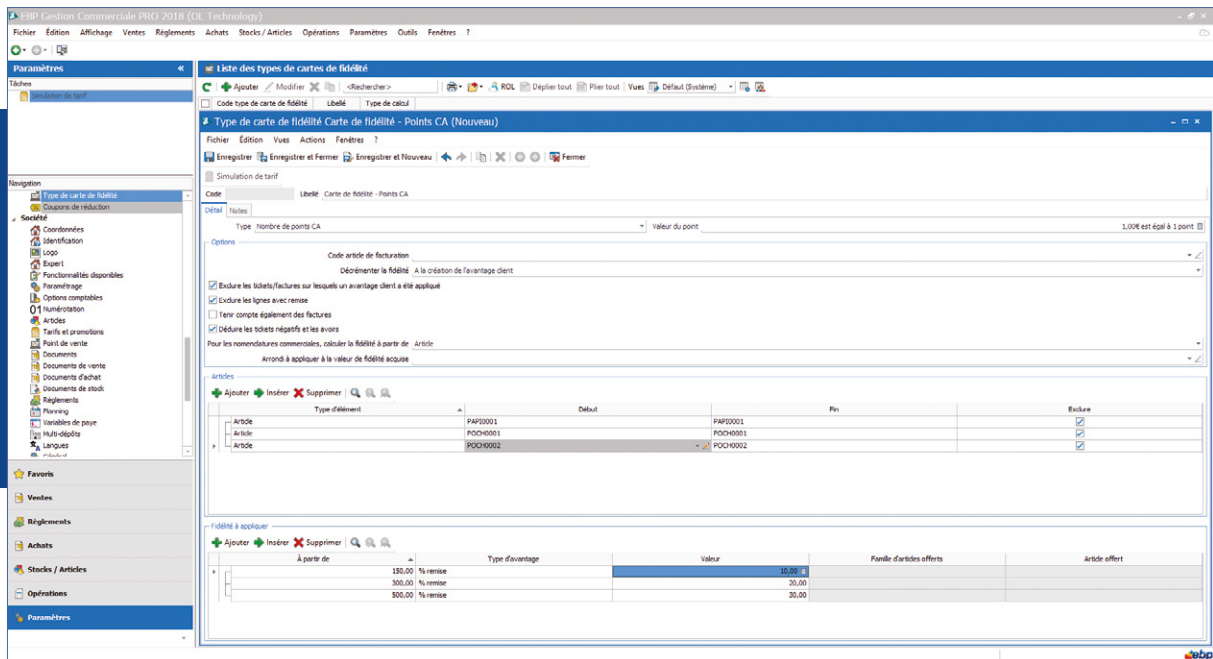 EBP Gestion Commerciale PRO 2018 (OL Technology)
Fichier Édition Affichage Ventes Règlements Achats Stocks / Articles Opérations Paramètres Outils Fenêtres ?
Paramètres «
Liste des types de cartes de fidélité
Tâches
Simulation de tarif
Ajouter Modifier <Rechercher> ROL Déplier tout Plier tout Vues Défaut (Système)
Code type de carte de fidélité Libellé Type de calcul
Type de carte de fidélité Carte de fidélité - Points CA (Nouveau)
Fichier Édition Vues Actions Fenêtres ?
Enregistrer Enregistrer et Fermer Enregistrer et Nouveau Fermer
Simulation de tarif
Navigation
Type de carte de fidélité
Coupons de réduction
Société
Coordonnées
Identification
Logo
Expert
Fonctionnalités disponibles
Paramétrage
Options comptables
01 Numérotation
Articles
Tarifs et promotions
Point de vente
Documents
Documents de vente
Documents d'achat
Documents de stock
Règlements
Planning
Variables de paye
Multi-dépôts
Langues
Favoris
Ventes
Règlements
Achats
Stocks / Articles
Opérations
Paramètres
Code Libellé Carte de fidélité - Points CA
Détail Notes
Type Nombre de points CA Valeur du point 1,00€ est égal à 1 point
Options
Code article de facturation
Décrémenter la fidélité A la création de l'avantage client
Exclure les tickets/factures sur lesquels un avantage client a été appliqué
Exclure les lignes avec remise
Tenir compte également des factures
Déduire les tickets négatifs et les avoirs
Pour les nomenclatures commerciales, calculer la fidélité à partir de Article
Arrondi à appliquer à la valeur de fidélité acquise
Articles
Ajouter Insérer Supprimer
Type d'élément Début Fin Exclure
Article PAPI0001 PAPI0001
Article POCH0001 POCH0001
Article POCH0002 POCH0002
Fidélité à appliquer
Ajouter Insérer Supprimer
À partir de Type d'avantage Valeur Famille d'articles offerts Article offert
150,00 % remise 10,00
300,00 % remise 20,00
500,00 % remise 30,00
ebp